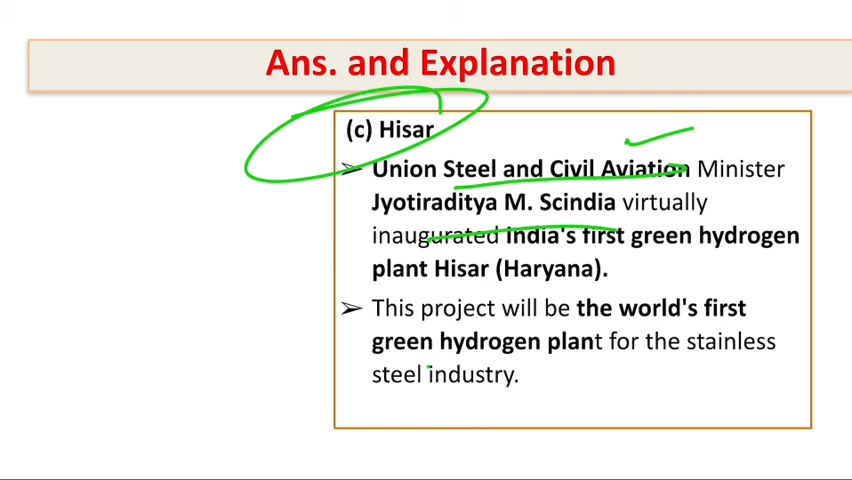 Ans. and Explanation
(c) Hisar
➢ Union Steel and Civil Aviation Minister
Jyotiraditya M. Scindia virtually
inaugurated India's first green hydrogen
plant Hisar (Haryana).
➢ This project will be the world's first
green hydrogen plant for the stainless
steel industry.